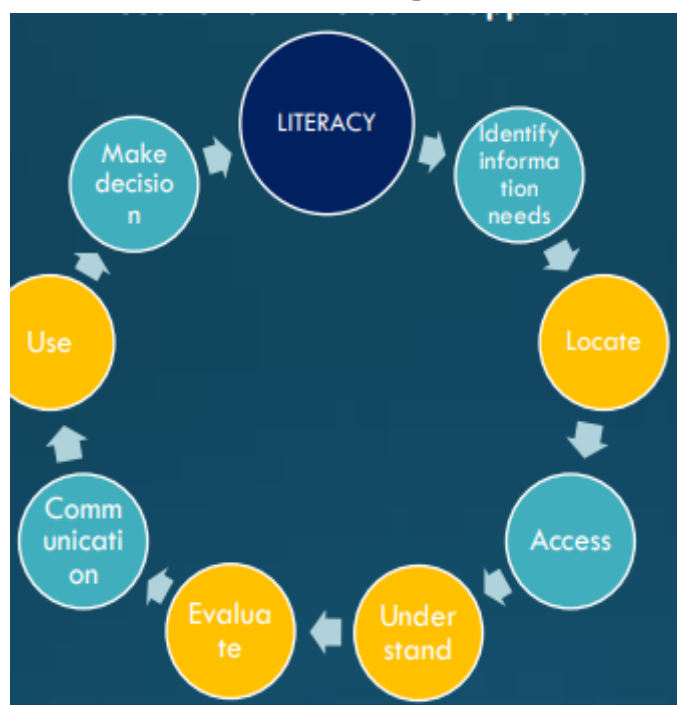 LITERACY
Identify
informa
tion
needs
Locate
Access
Under
stand
Evalua
te
Comm
unicati
on
Use
Make
decisio
n